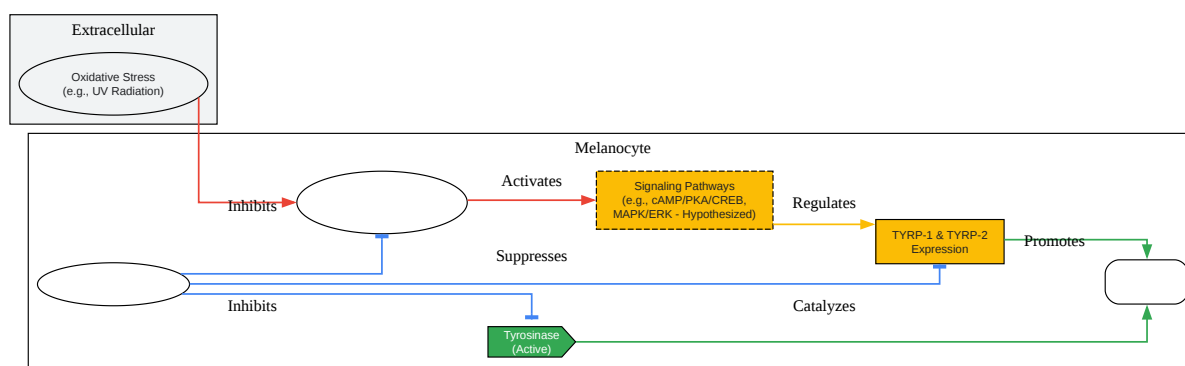 Extracellular
Oxidative Stress
(e.g., UV Radiation)
Melanocyte
Activates
Signaling Pathways
(e.g., cAMP/PKA/CREB,
MAPK/ERK - Hypothesized)
Inhibits
Regulates
TYRP-1 & TYRP-2
Expression
Promotes
Suppresses
Inhibits
Catalyzes
Tyrosinase
(Active)